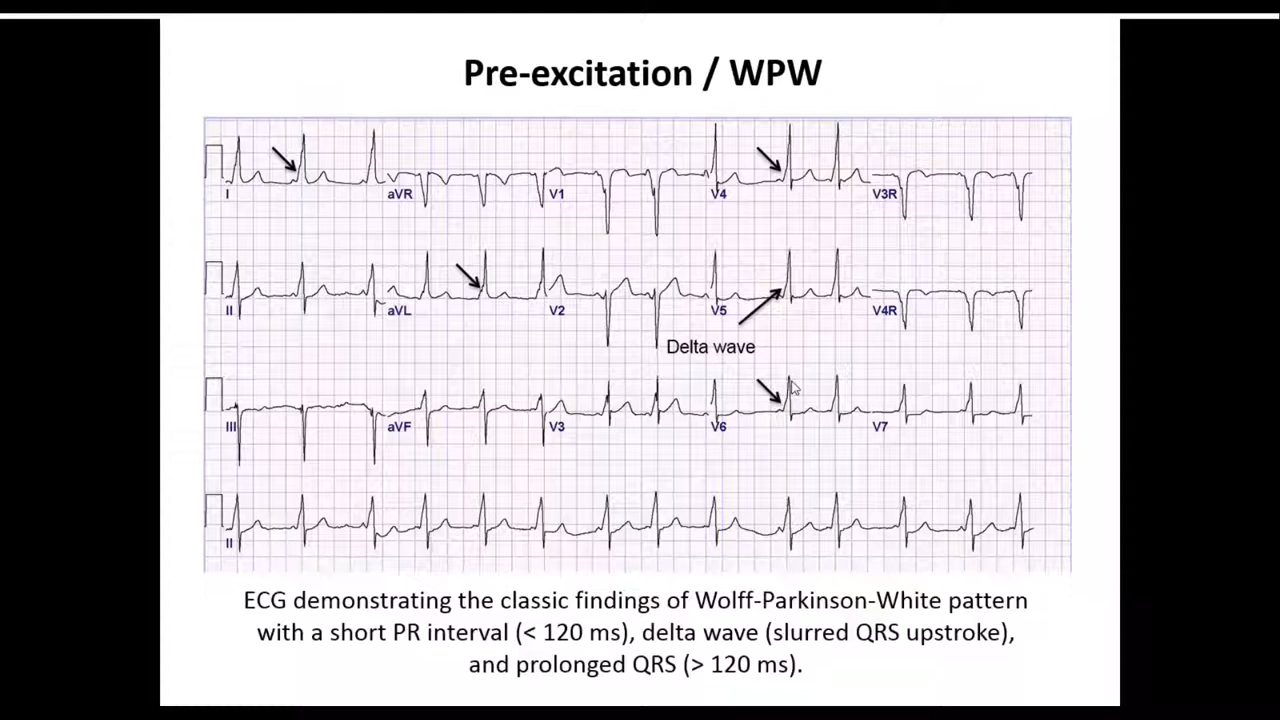 Pre-excitation / WPW
I
aVR
V1
V4
V3R
II
aVL
V2
V5
V4R
Delta wave
III
aVF
V3
V6
V7
II
ECG demonstrating the classic findings of Wolff-Parkinson-White pattern
with a short PR interval (< 120 ms), delta wave (slurred QRS upstroke),
and prolonged QRS (> 120 ms).